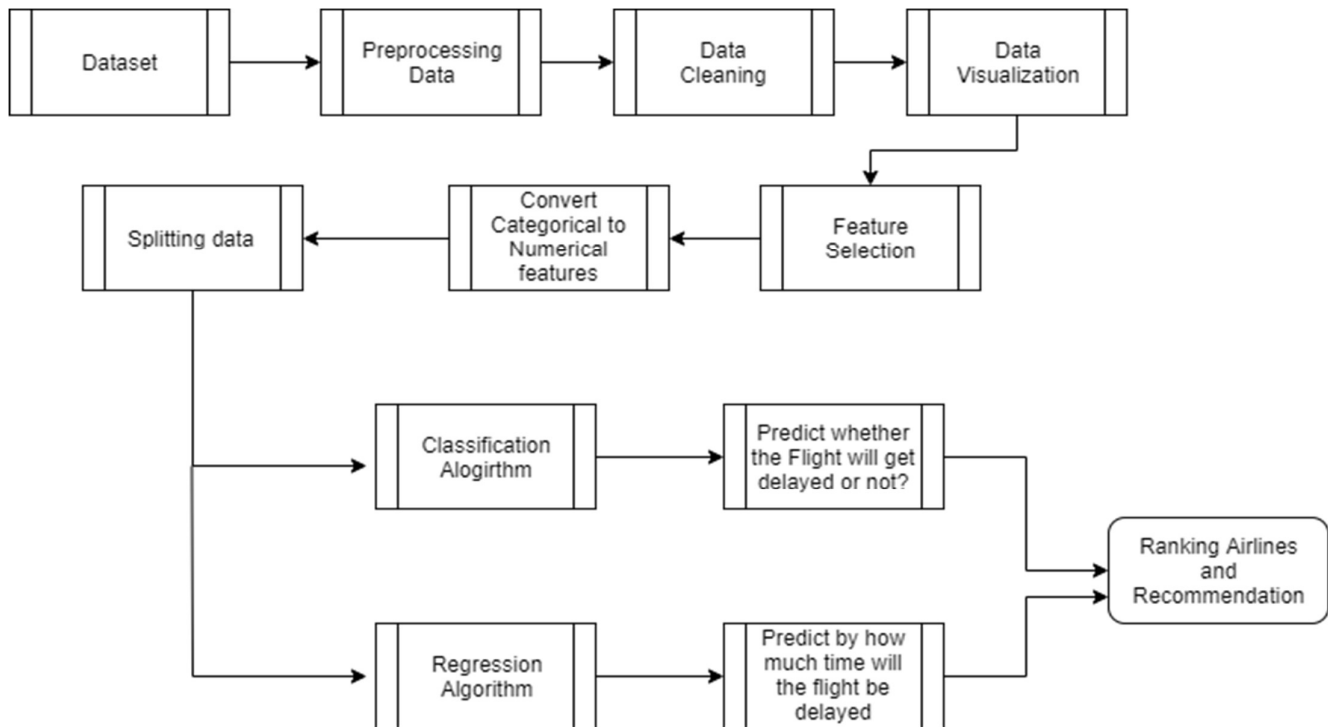 Dataset
Preprocessing
Data
Data
Cleaning
Data
Visualization
Splitting data
Convert
Categorical to
Numerical
features
Feature
Selection
Classification
Alogirthm
Predict whether
the Flight will get
delayed or not?
Ranking Airlines
and
Recommendation
Regression
Algorithm
Predict by how
much time will
the flight be
delayed